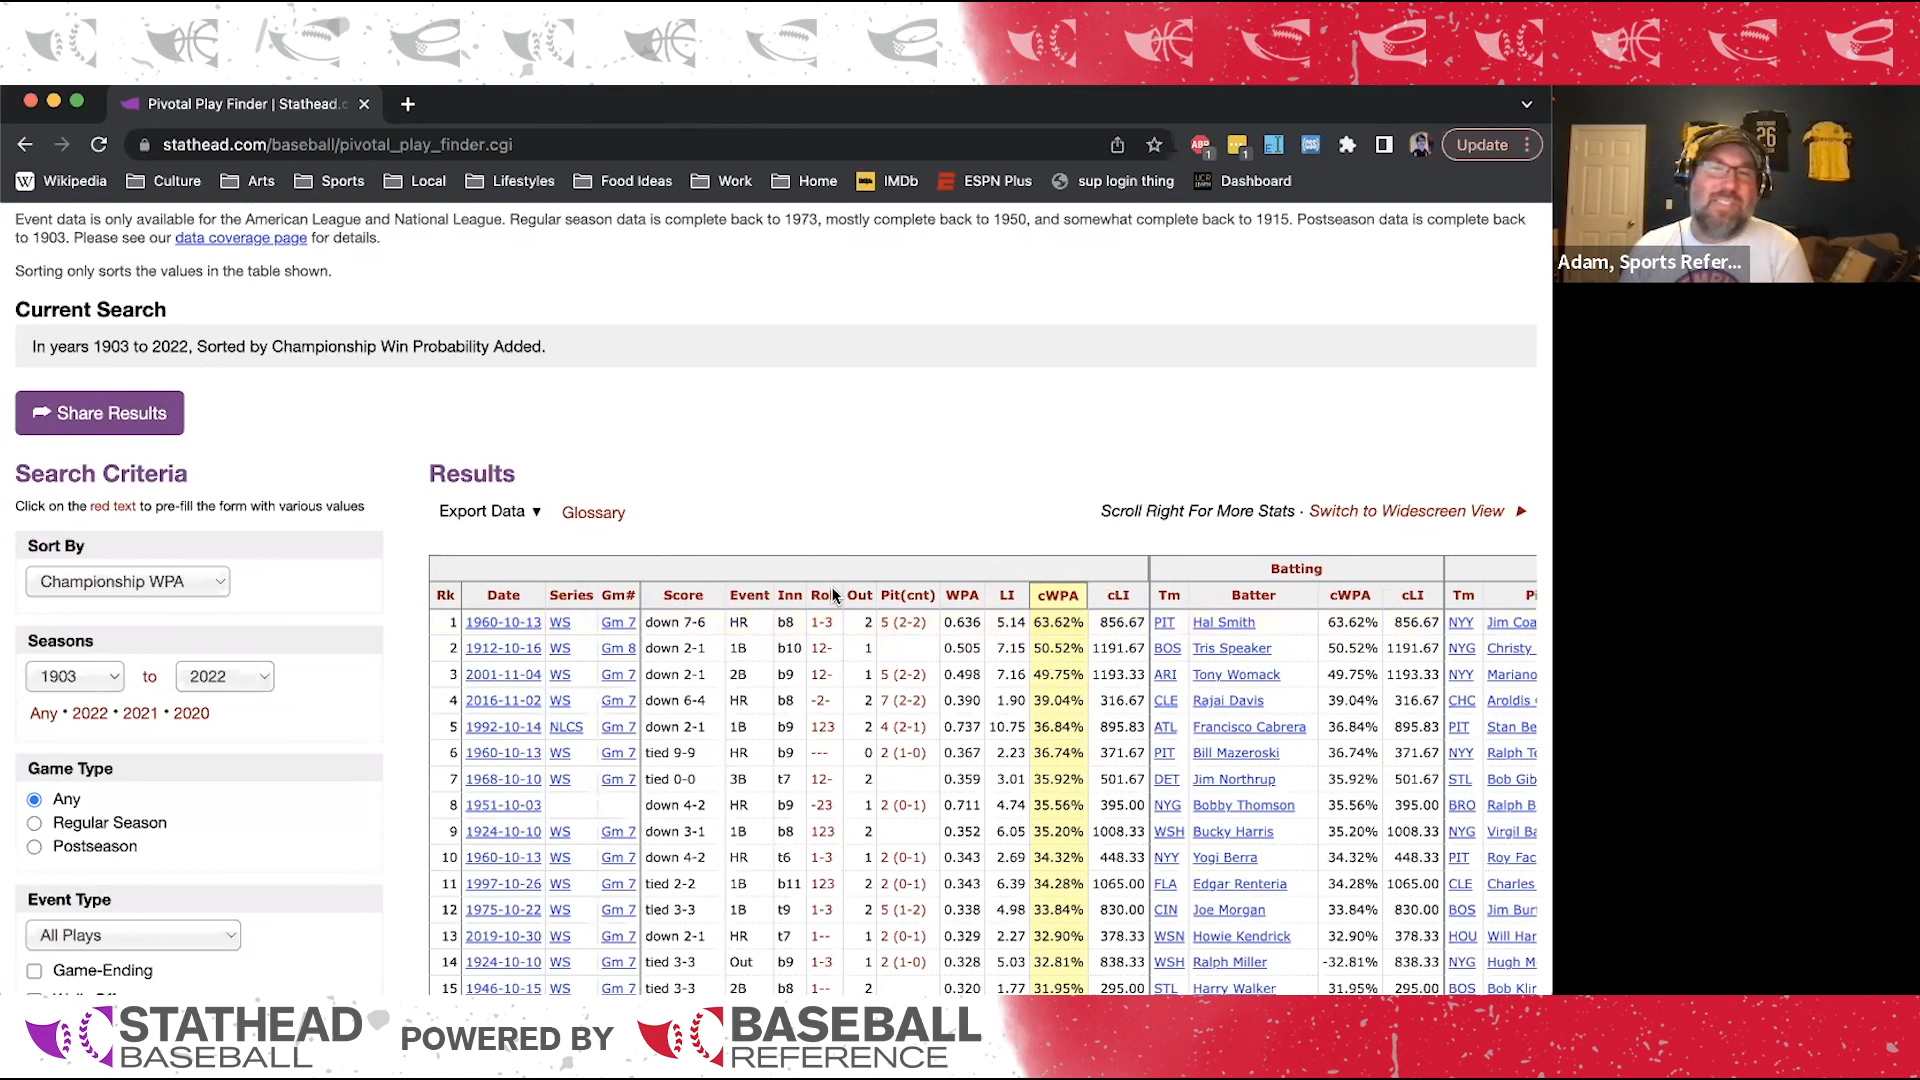 Pivotal Play Finder | Stathead.c
stathead.com/baseball/pivotal_play_finder.cgi
ABP 1 1 Update
W Wikipedia Culture Arts Sports Local Lifestyles Food Ideas Work Home IMDb ESPN Plus sup login thing Dashboard
26
Adam, Sports Refer...
Event data is only available for the American League and National League. Regular season data is complete back to 1973, mostly complete back to 1950, and somewhat complete back to 1915. Postseason data is complete back
to 1903. Please see our data coverage page for details.
Sorting only sorts the values in the table shown.
Current Search
In years 1903 to 2022, Sorted by Championship Win Probability Added.
Share Results
Search Criteria
Click on the red text to pre-fill the form with various values
Sort By
Championship WPA
Seasons
1903 to 2022
Any • 2022 • 2021 • 2020
Game Type
Any
Regular Season
Postseason
Event Type
All Plays
Game-Ending
Results
Export Data ▼ Glossary
Scroll Right For More Stats · Switch to Widescreen View ▶
Batting
Rk Date Series Gm# Score Event Inn Ro Out Pit(cnt) WPA LI cWPA cLI Tm Batter cWPA cLI Tm Pi
1 1960-10-13 WS Gm 7 down 7-6 HR b8 1-3 2 5 (2-2) 0.636 5.14 63.62% 856.67 PIT Hal Smith 63.62% 856.67 NYY Jim Coa
2 1912-10-16 WS Gm 8 down 2-1 1B b10 12- 1 0.505 7.15 50.52% 1191.67 BOS Tris Speaker 50.52% 1191.67 NYG Christy
3 2001-11-04 WS Gm 7 down 2-1 2B b9 12- 1 5 (2-2) 0.498 7.16 49.75% 1193.33 ARI Tony Womack 49.75% 1193.33 NYY Mariano
4 2016-11-02 WS Gm 7 down 6-4 HR b8 -2- 2 7 (2-2) 0.390 1.90 39.04% 316.67 CLE Rajai Davis 39.04% 316.67 CHC Aroldis
5 1992-10-14 NLCS Gm 7 down 2-1 1B b9 123 2 4 (2-1) 0.737 10.75 36.84% 895.83 ATL Francisco Cabrera 36.84% 895.83 PIT Stan Be
6 1960-10-13 WS Gm 7 tied 9-9 HR b9 --- 0 2 (1-0) 0.367 2.23 36.74% 371.67 PIT Bill Mazeroski 36.74% 371.67 NYY Ralph Te
7 1968-10-10 WS Gm 7 tied 0-0 3B t7 12- 2 0.359 3.01 35.92% 501.67 DET Jim Northrup 35.92% 501.67 STL Bob Gib
8 1951-10-03 down 4-2 HR b9 -23 1 2 (0-1) 0.711 4.74 35.56% 395.00 NYG Bobby Thomson 35.56% 395.00 BRO Ralph B
9 1924-10-10 WS Gm 7 down 3-1 1B b8 123 2 0.352 6.05 35.20% 1008.33 WSH Bucky Harris 35.20% 1008.33 NYG Virgil Ba
10 1960-10-13 WS Gm 7 down 4-2 HR t6 1-3 1 2 (0-1) 0.343 2.69 34.32% 448.33 NYY Yogi Berra 34.32% 448.33 PIT Roy Fac
11 1997-10-26 WS Gm 7 tied 2-2 1B b11 123 2 2 (0-1) 0.343 6.39 34.28% 1065.00 FLA Edgar Renteria 34.28% 1065.00 CLE Charles
12 1975-10-22 WS Gm 7 tied 3-3 1B t9 1-3 2 5 (1-2) 0.338 4.98 33.84% 830.00 CIN Joe Morgan 33.84% 830.00 BOS Jim Bur
13 2019-10-30 WS Gm 7 down 2-1 HR t7 1-- 1 2 (0-1) 0.329 2.27 32.90% 378.33 WSN Howie Kendrick 32.90% 378.33 HOU Will Har
14 1924-10-10 WS Gm 7 tied 3-3 Out b9 1-3 1 2 (1-0) 0.328 5.03 32.81% 838.33 WSH Ralph Miller -32.81% 838.33 NYG Hugh M
15 1946-10-15 WS Gm 7 tied 3-3 2B b8 1-- 2 0.320 1.77 31.95% 295.00 STL Harry Walker 31.95% 295.00 BOS Bob Klin
STATHEAD BASEBALL POWERED BY BASEBALL REFERENCE